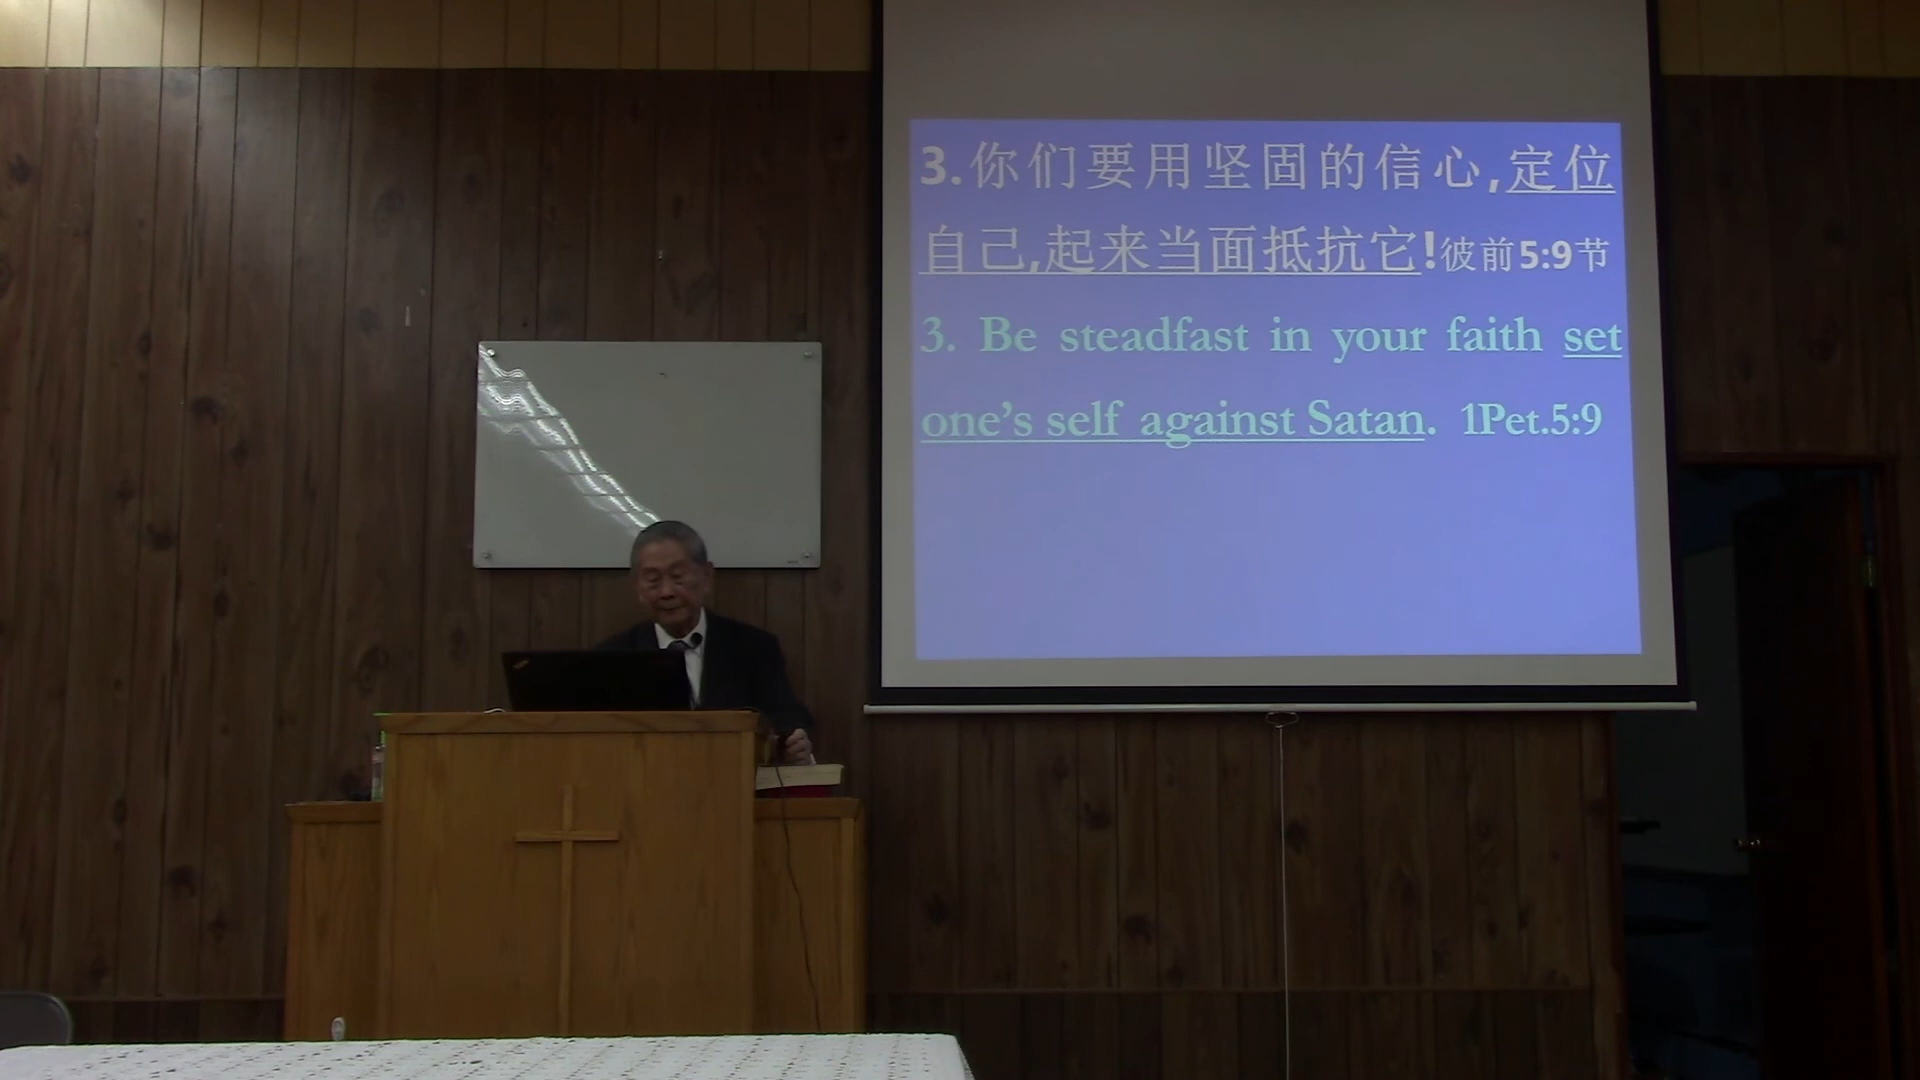 3.你们要用坚固的信心,定位
自己,起来当面抵抗它!彼前5:9节
3. Be steadfast in your faith set
one’s self against Satan. 1Pet.5:9